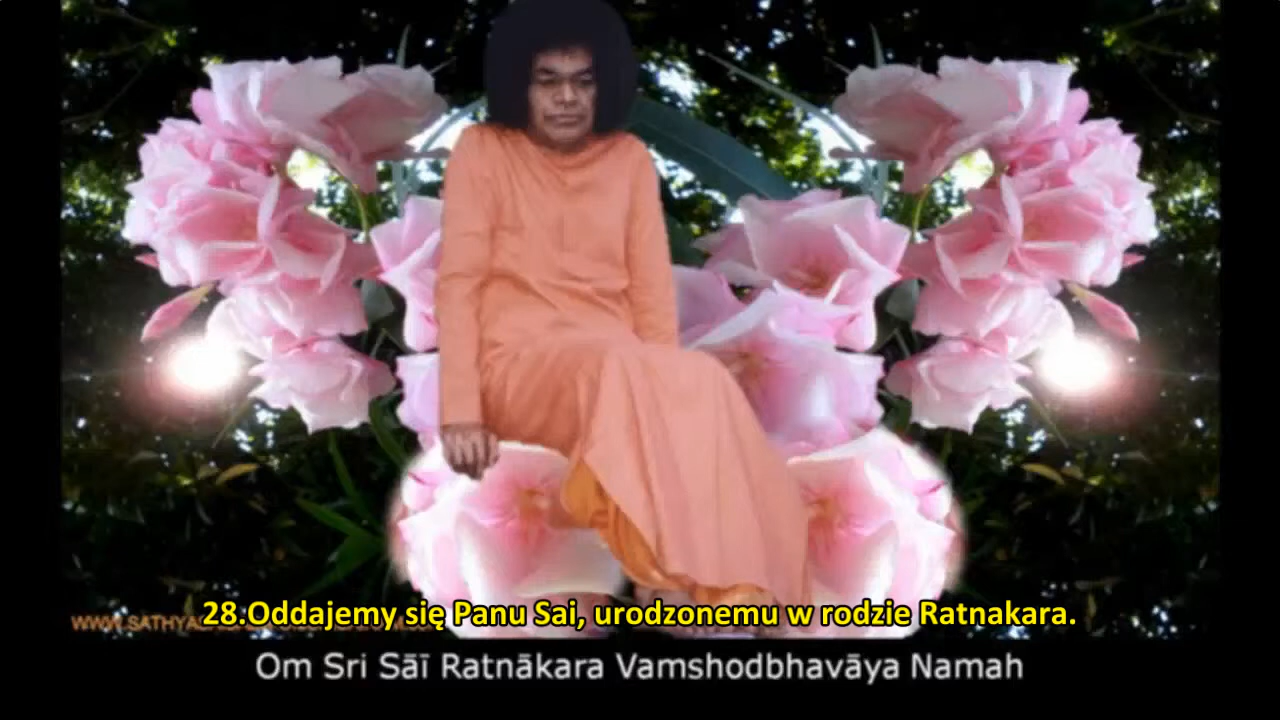 28.Oddajemy się Panu Sai, urodzonemu w rodzie Ratnakara.
Om Sri Sāī Ratnākara Vamshodbhavāya Namah